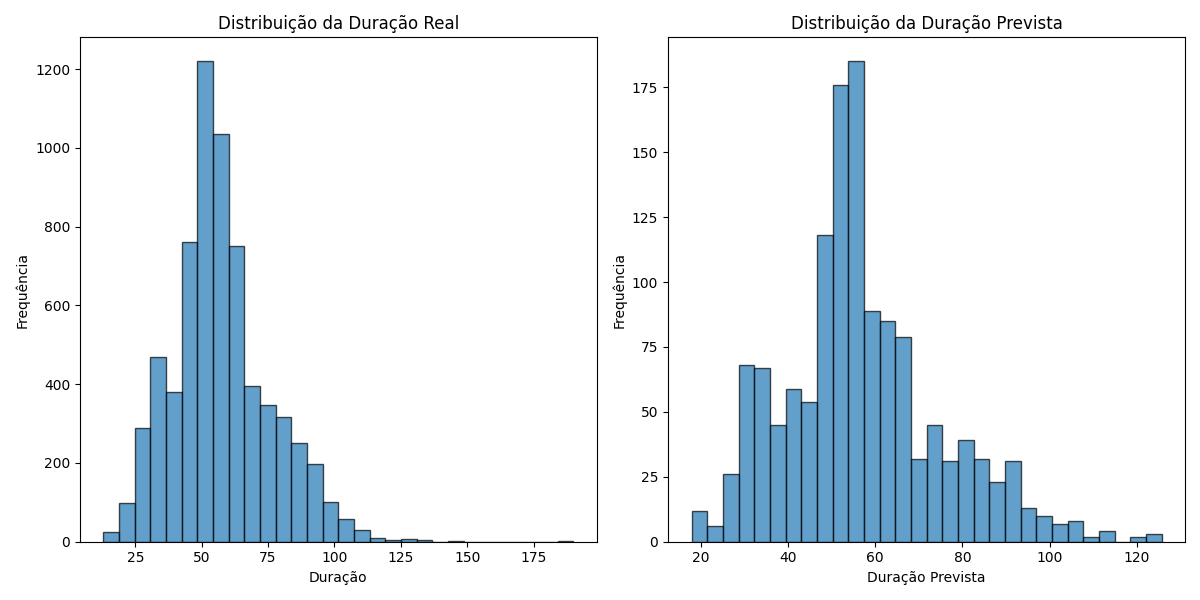 Distribuição da Duração Real
Frequência
1200
1000
800
600
400
200
0
25 50 75 100 125 150 175
Duração
Distribuição da Duração Prevista
Frequência
175
150
125
100
75
50
25
0
20 40 60 80 100 120
Duração Prevista